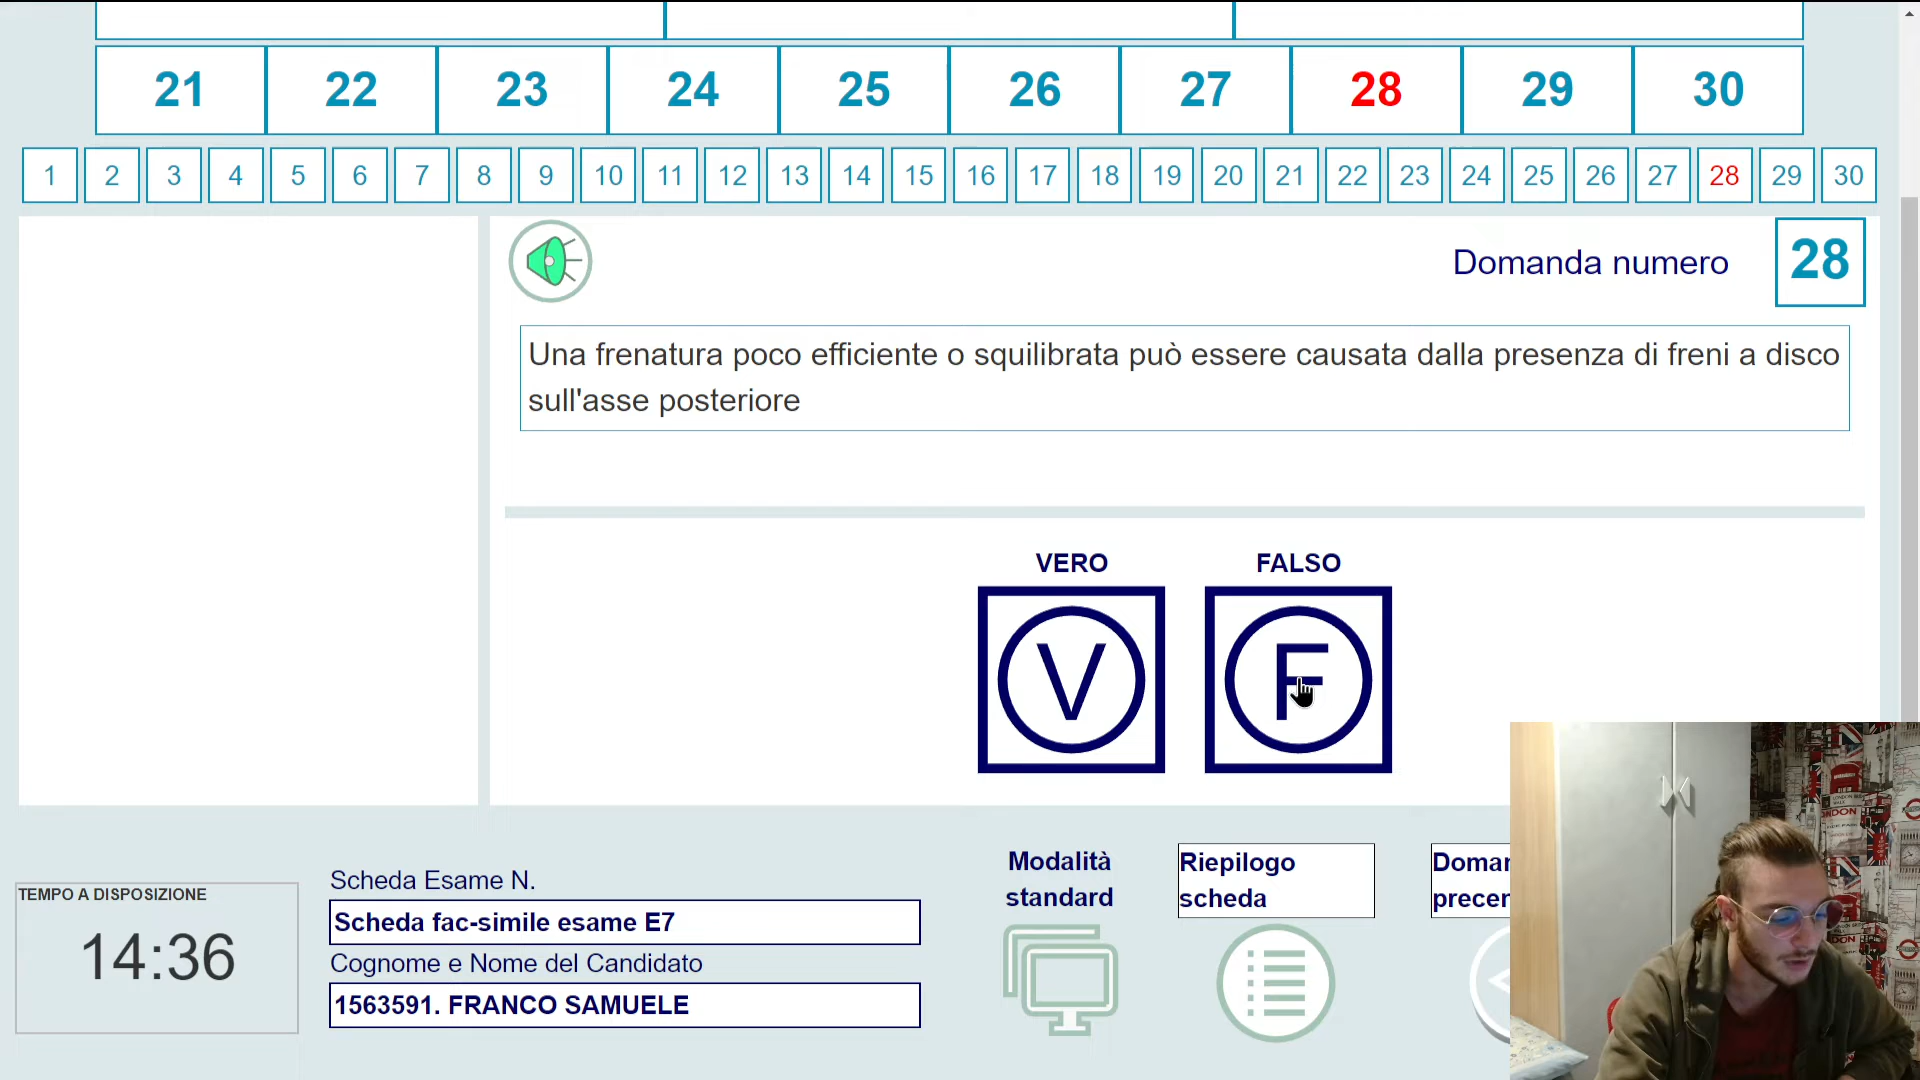 21 22 23 24 25 26 27 28 29 30
1 2 3 4 5 6 7 8 9 10 11 12 13 14 15 16 17 18 19 20 21 22 23 24 25 26 27 28 29 30
Domanda numero 28
Una frenatura poco efficiente o squilibrata può essere causata dalla presenza di freni a disco
sull'asse posteriore
VERO FALSO
V F
Modalità
standard
Riepilogo
scheda
TEMPO A DISPOSIZIONE
14:36
Scheda Esame N.
Scheda fac-simile esame E7
Cognome e Nome del Candidato
1563591. FRANCO SAMUELE
LONDON